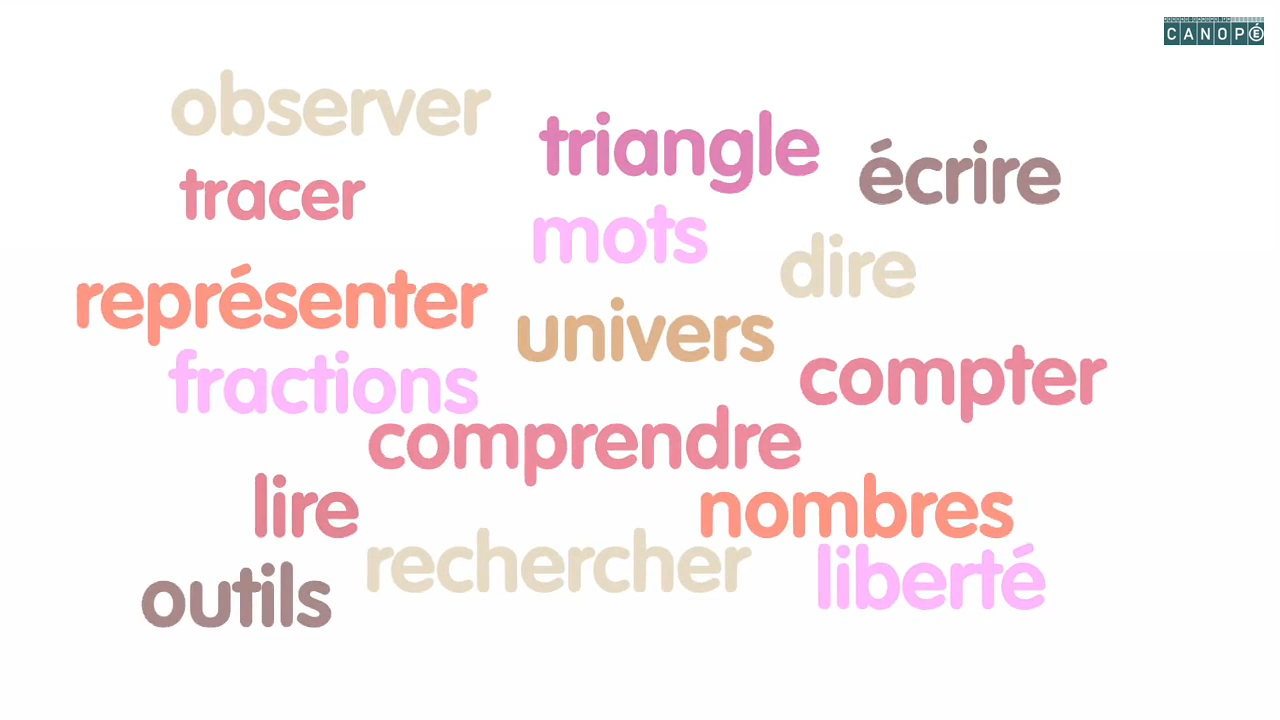 CANOPÉ
observer
triangle
écrire
tracer
mots
dire
représenter
univers
fractions
compter
comprendre
lire
nombres
rechercher
liberté
outils